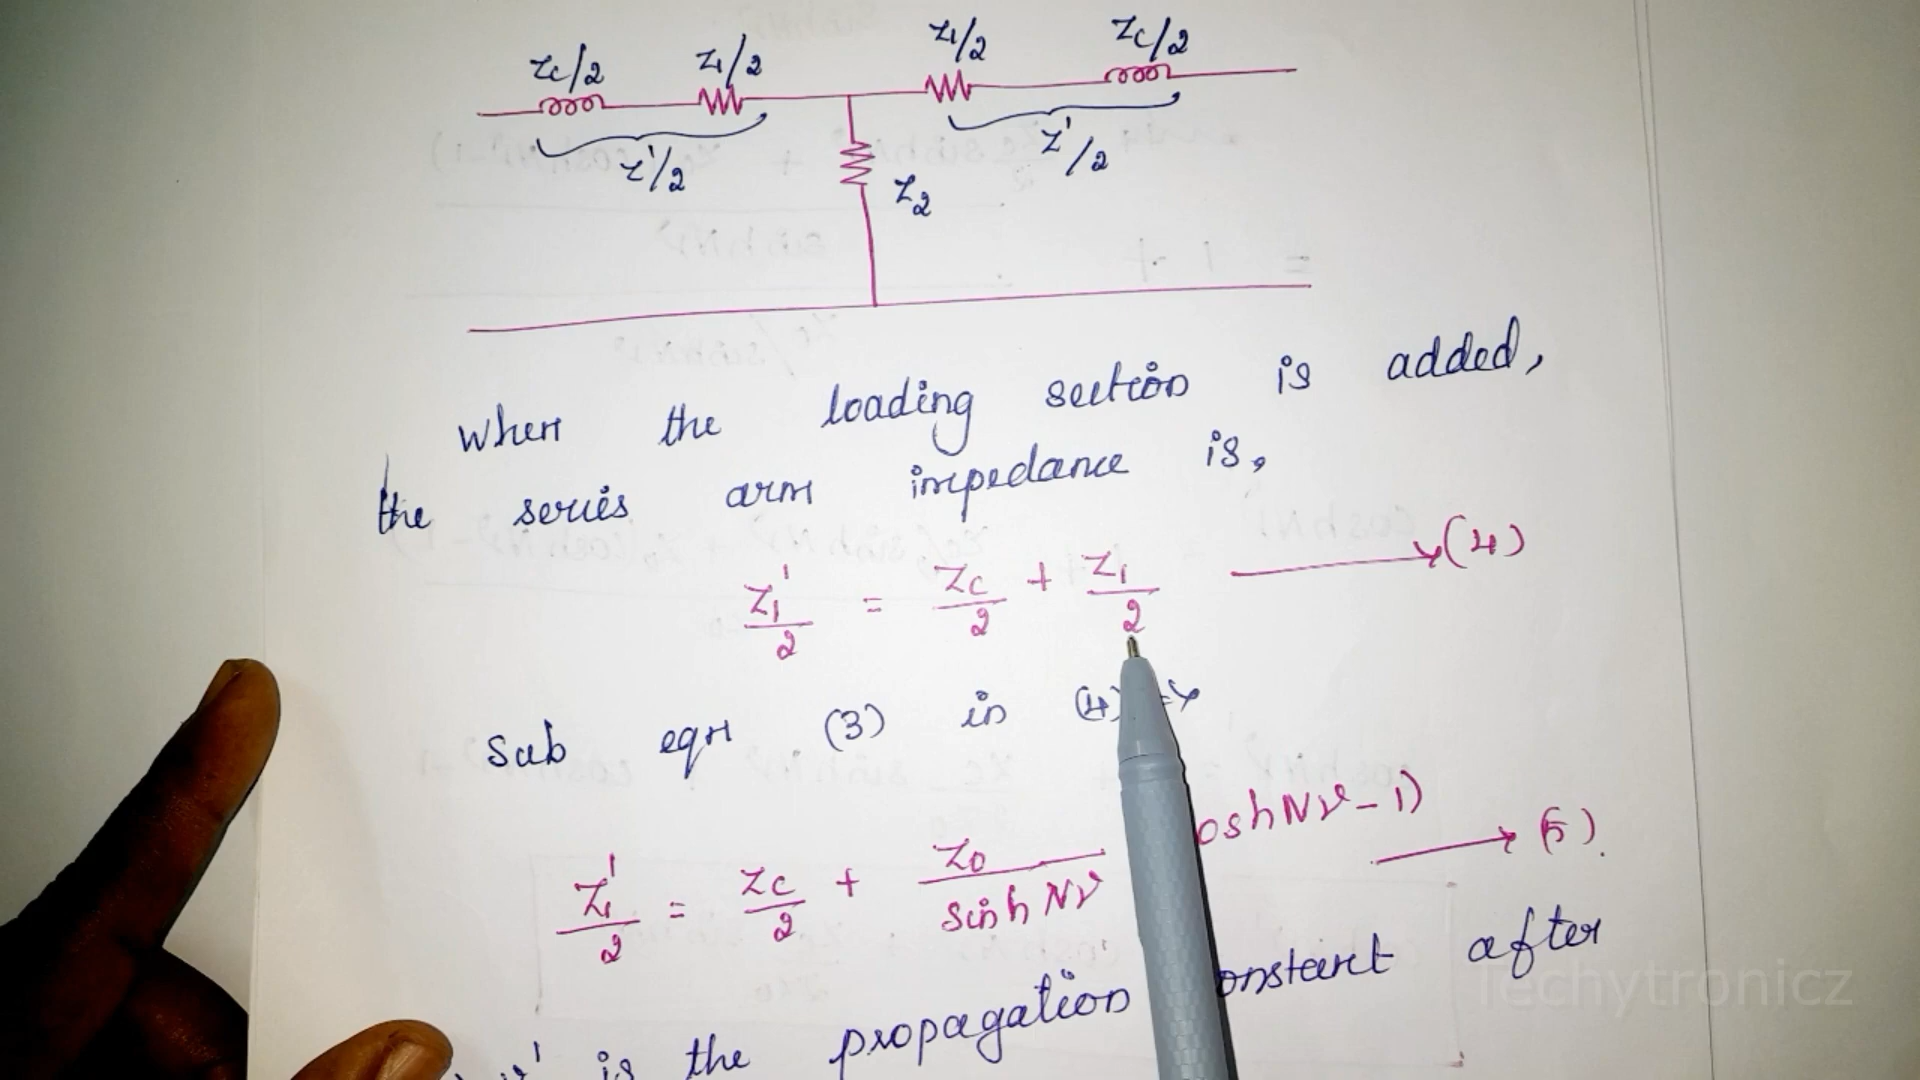 Zc/2 Z1/2 Z1/2 Zc/2
Z'/2 Z'/2
Z2
When the loading section is added,
the series arm impedance is,
Z1'/2 = Zc/2 + Z1/2 → (4)
Sub eqn (3) in (4) =>
Z1'/2 = Zc/2 + Z0/sinh Nγ oshNγ-1) → (5).
is the propagation onstant after
Techytronicz